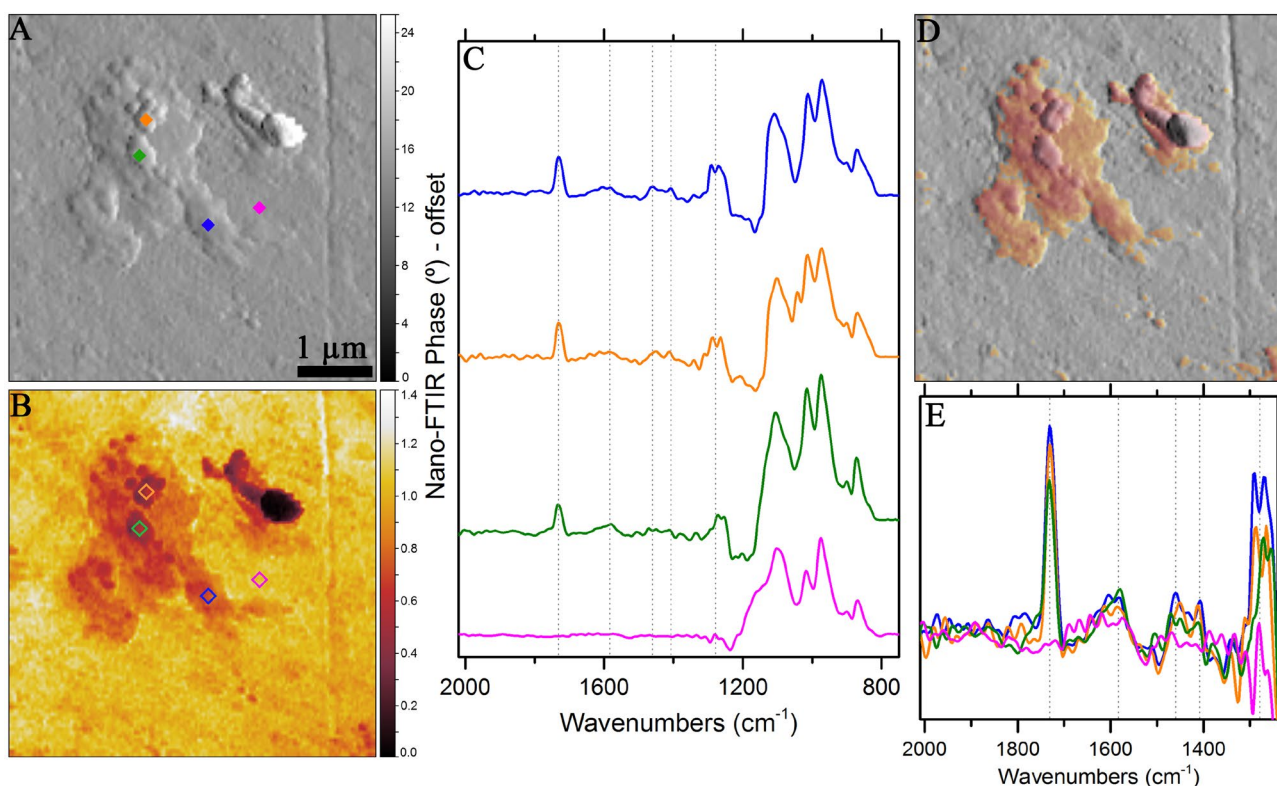 A
24
20
16
12
8
4
0
1 µm
B
1.4
1.2
1.0
0.8
0.6
0.4
0.2
0.0
C
Nano-FTIR Phase (º) - offset
2000 1600 1200 800
Wavenumbers (cm-1)
D
E
2000 1800 1600 1400
Wavenumbers (cm-1)